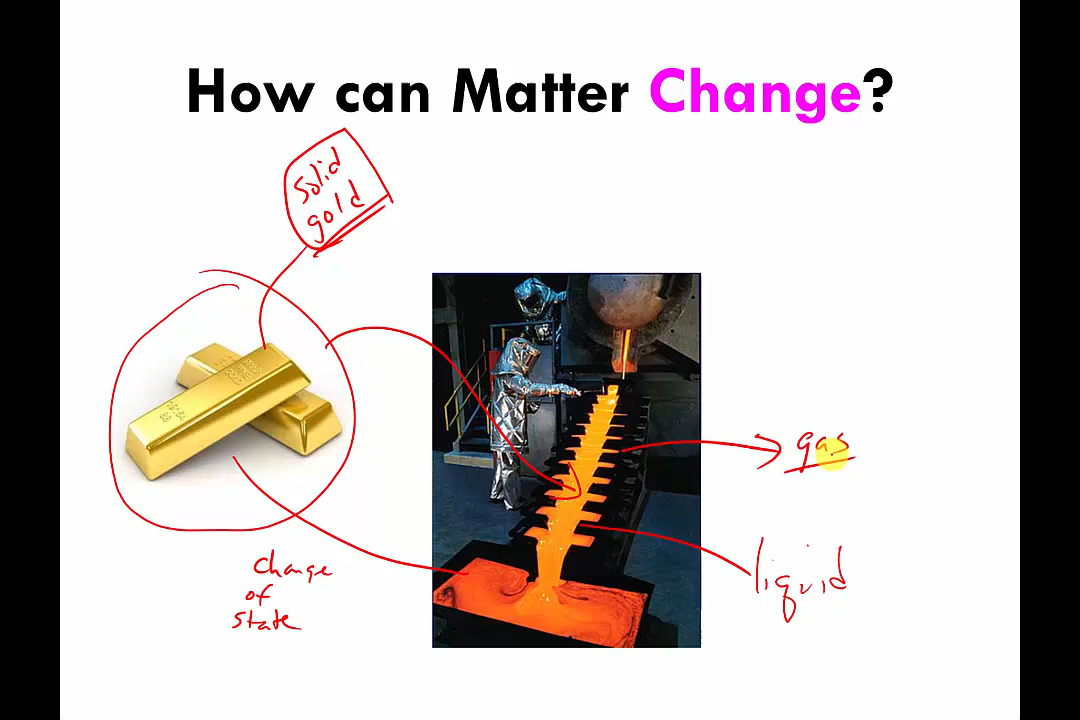 How can Matter Change?
solid
gold
gas
liquid
change
of
state